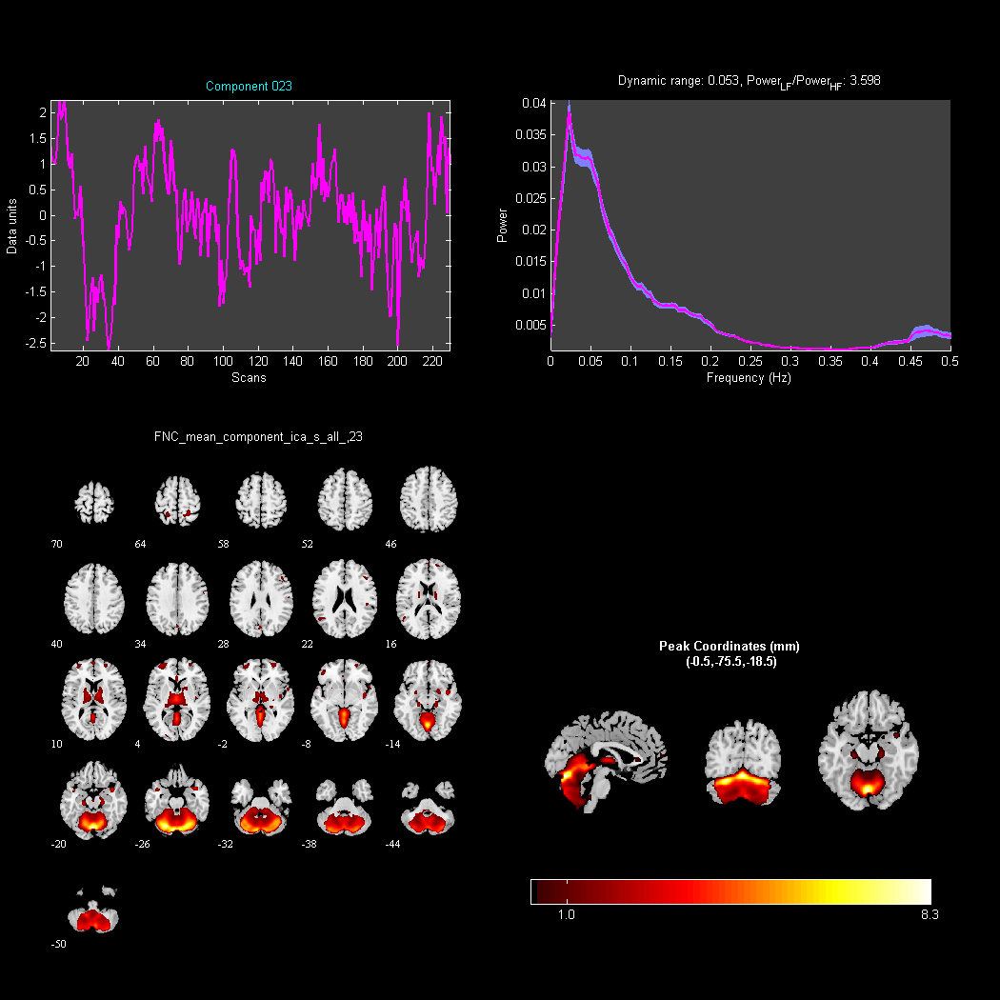 Component 023
Data units
2
1.5
1
0.5
0
-0.5
-1
-1.5
-2
-2.5
20 40 60 80 100 120 140 160 180 200 220
Scans
Dynamic range: 0.053, Power_LF/Power_HF: 3.598
Power
0.04
0.035
0.03
0.025
0.02
0.015
0.01
0.005
0 0.05 0.1 0.15 0.2 0.25 0.3 0.35 0.4 0.45 0.5
Frequency (Hz)
FNC_mean_component_ica_s_all_,23
70 64 58 52 46
40 34 28 22 16
10 4 -2 -8 -14
-20 -26 -32 -38 -44
-50
Peak Coordinates (mm)
(-0.5,-75.5,-18.5)
1.0 8.3